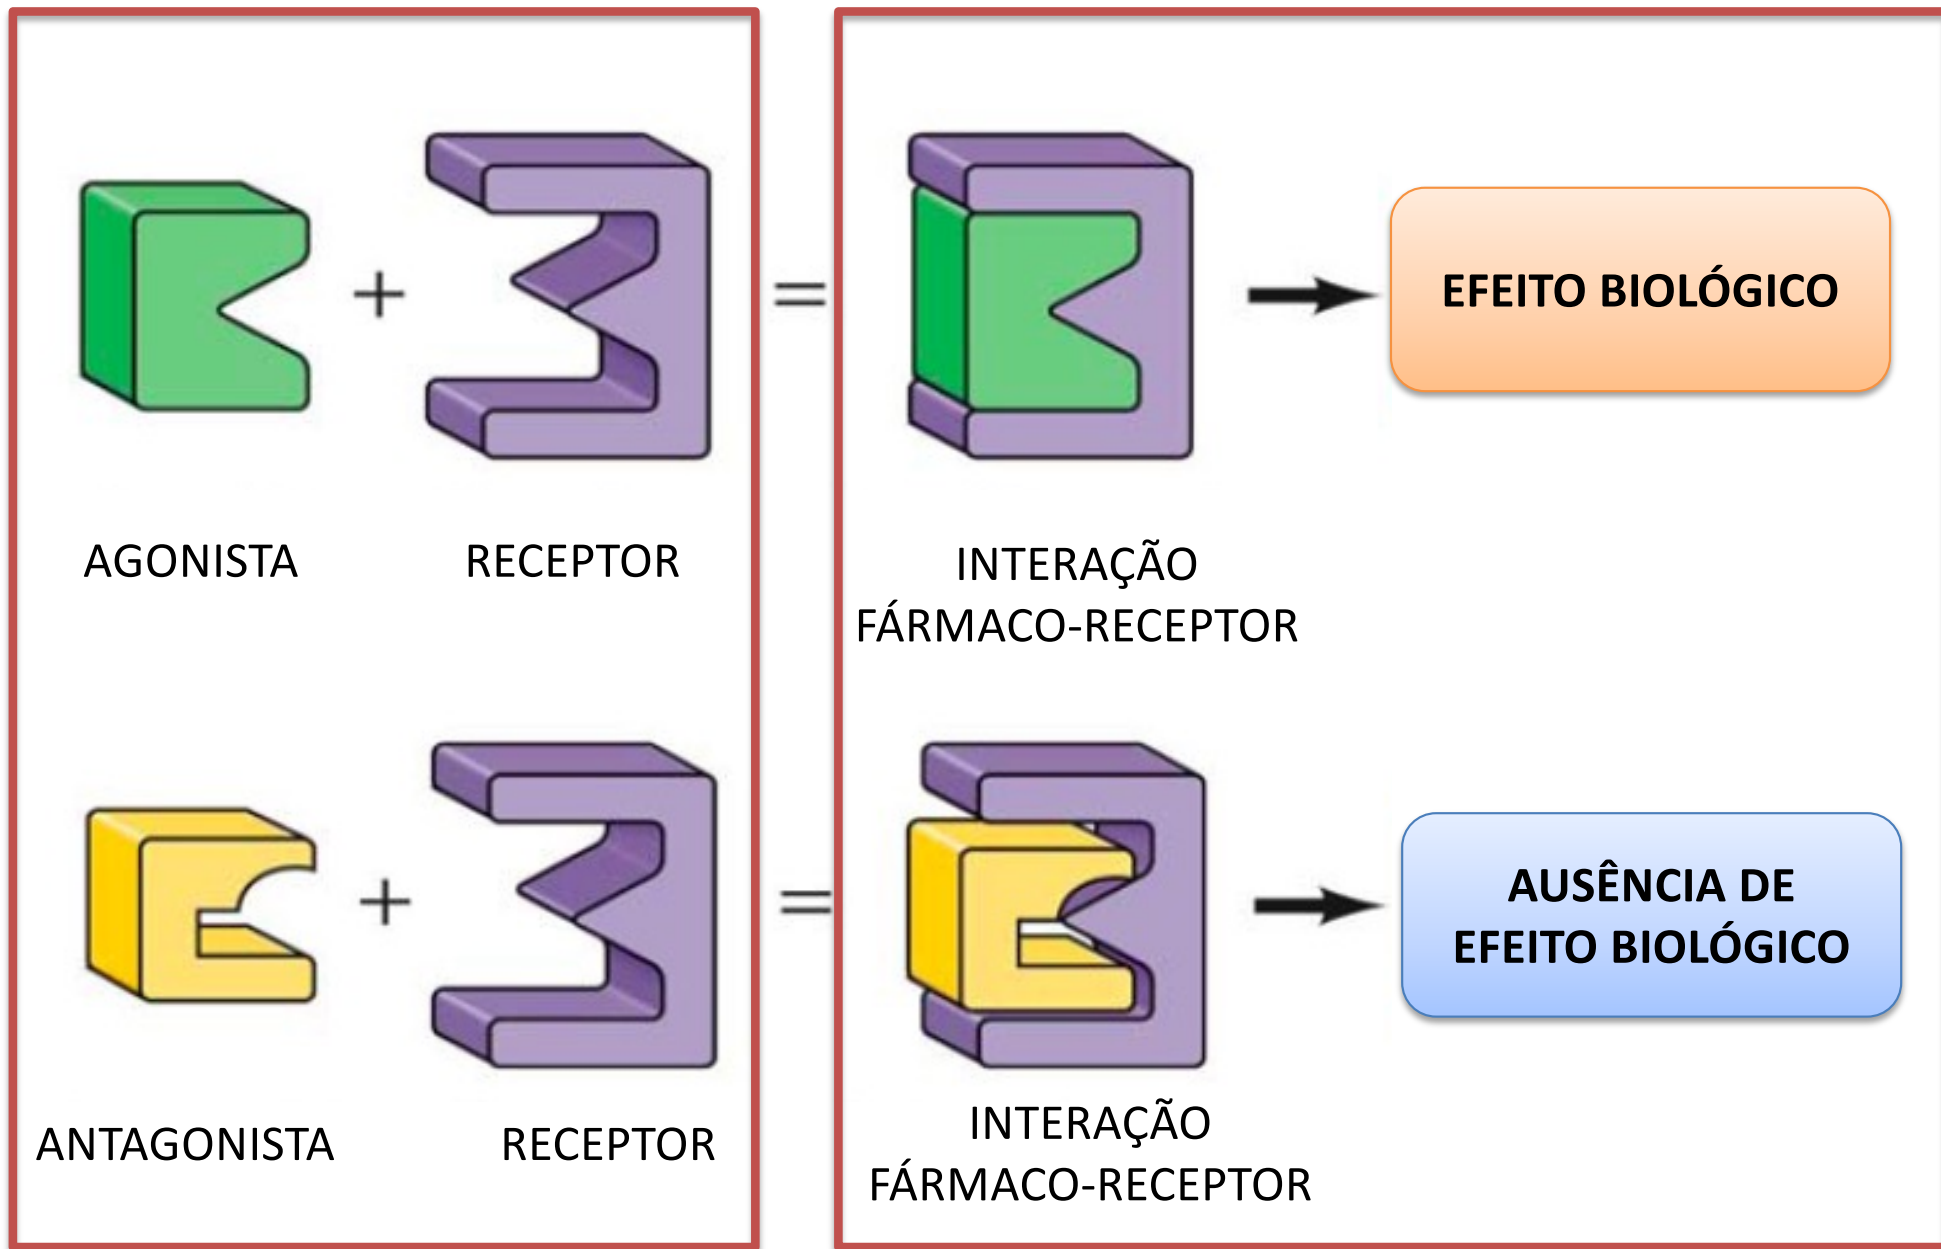 AGONISTA
+
RECEPTOR
=
INTERAÇÃO
FÁRMACO-RECEPTOR
EFEITO BIOLÓGICO
ANTAGONISTA
+
RECEPTOR
=
INTERAÇÃO
FÁRMACO-RECEPTOR
AUSÊNCIA DE
EFEITO BIOLÓGICO